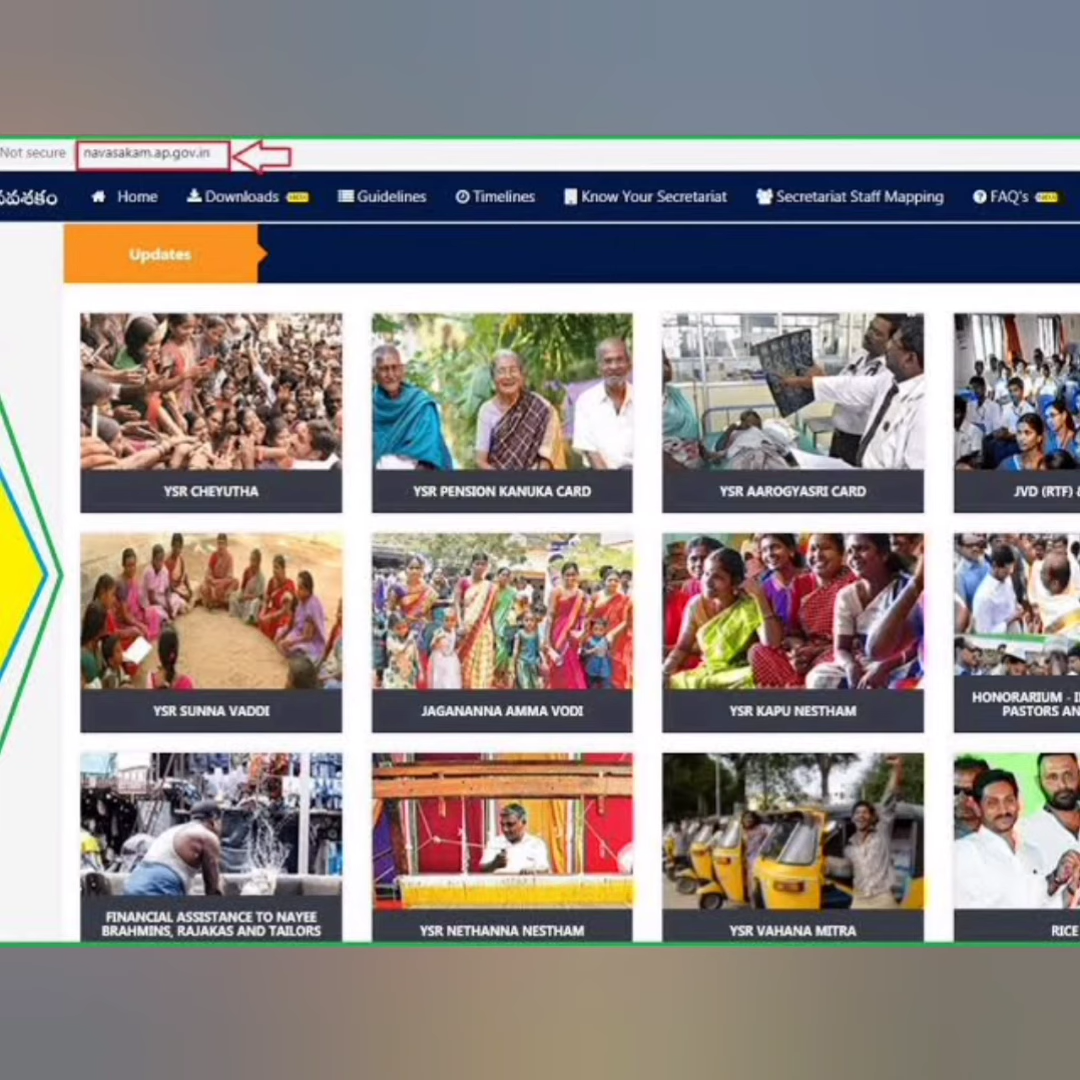 Not secure navasakam.ap.gov.in
నవశకం Home Downloads Guidelines Timelines Know Your Secretariat Secretariat Staff Mapping FAQ's
Updates
YSR CHEYUTHA
YSR PENSION KANUKA CARD
YSR AAROGYASRI CARD
JVD (RTF) &
YSR SUNNA VADDI
JAGANANNA AMMA VODI
YSR KAPU NESTHAM
HONORARIUM - I
PASTORS AN
FINANCIAL ASSISTANCE TO NAYEE
BRAHMINS, RAJAKAS AND TAILORS
YSR NETHANNA NESTHAM
YSR VAHANA MITRA
RICE